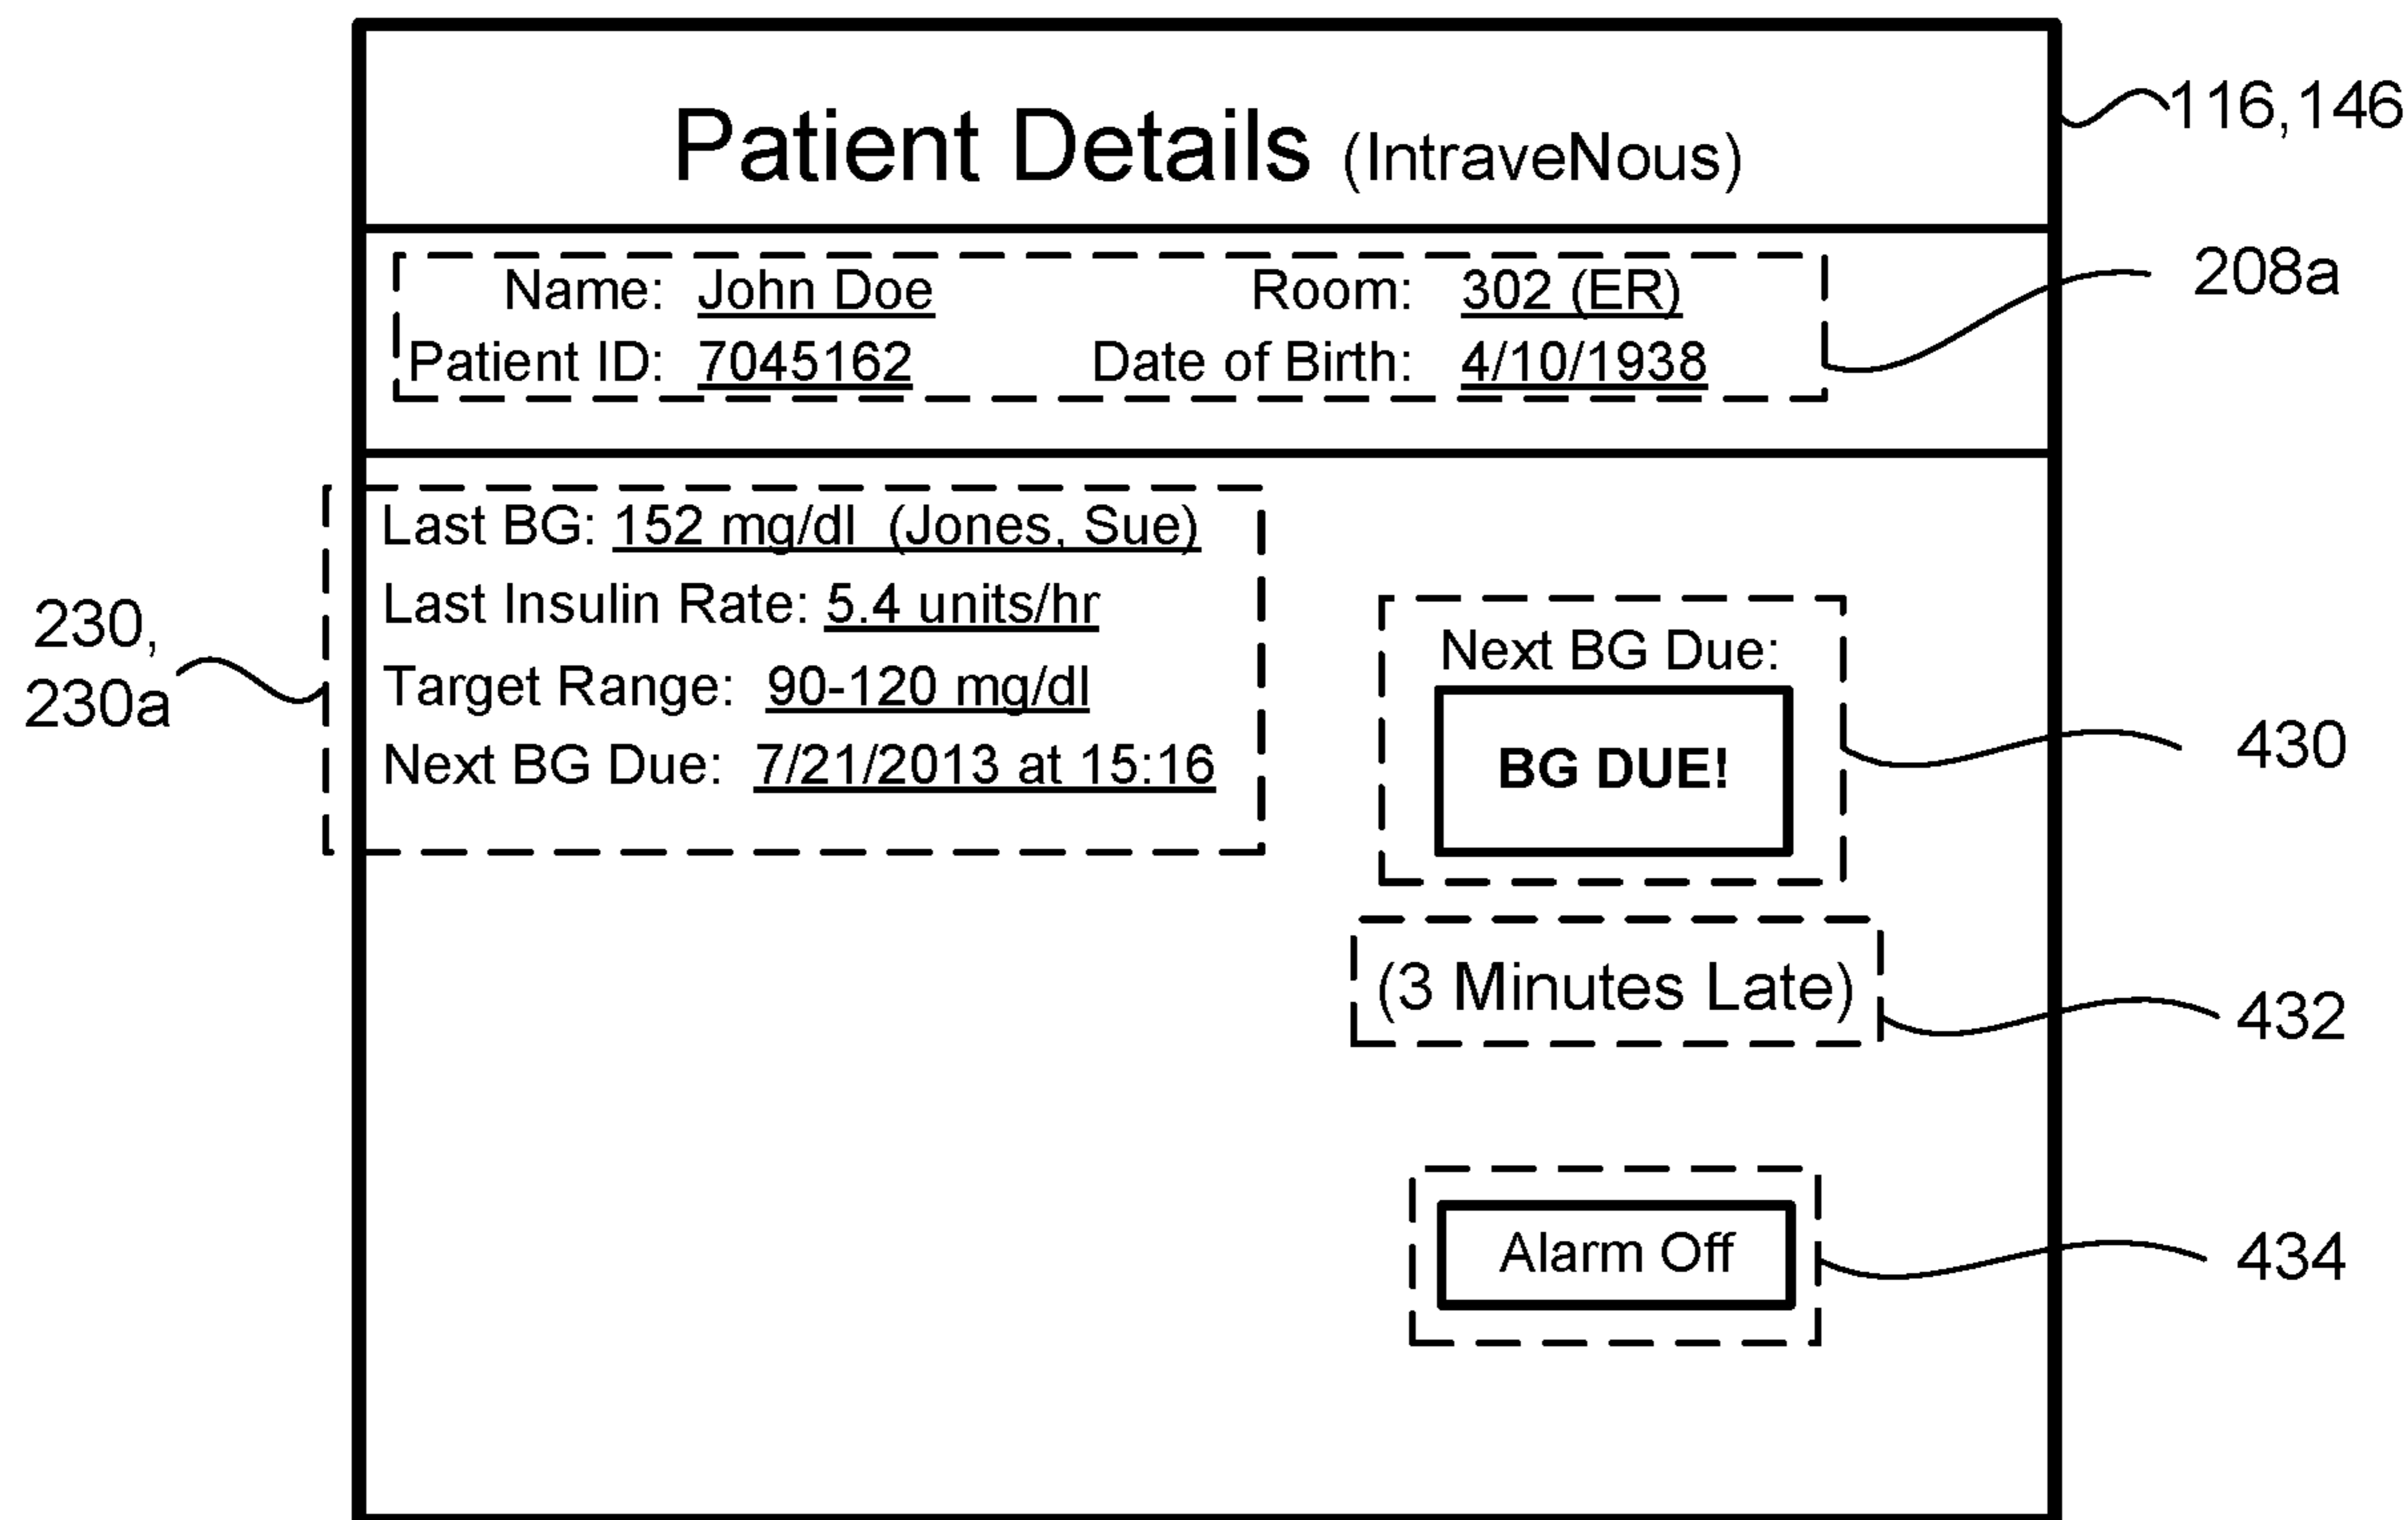 Patient Details (IntraveNous)
116,146
Name: John Doe Room: 302 (ER)
208a
Patient ID: 7045162 Date of Birth: 4/10/1938
Last BG: 152 mg/dl (Jones, Sue)
Last Insulin Rate: 5.4 units/hr
Target Range: 90-120 mg/dl
Next BG Due: 7/21/2013 at 15:16
230,
230a
Next BG Due:
BG DUE!
430
(3 Minutes Late)
432
Alarm Off
434